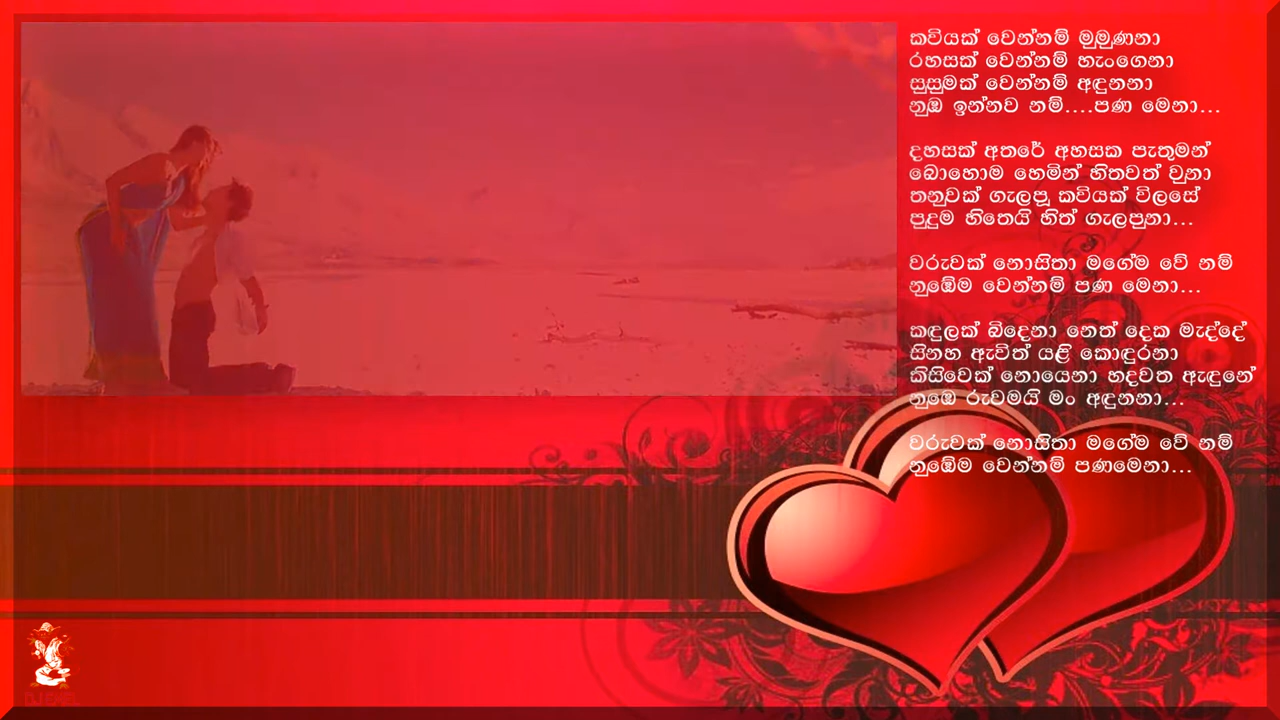 කවියක් වෙන්නම් මුමුණනා
රහසක් වෙන්නම් හැංගෙනා
සුසුමක් වෙන්නම් අඳුනනා
නුඹ ඉන්නව නම්....පණ මෙනා...
දහසක් අතරේ අහසක පැතුමන්
බොහොම හෙමින් හිතවත් වුනා
තනුවක් ගැලපූ කවියක් විලසේ
පුදුම හිතෙයි හිත් ගැලපුනා...
වරුවක් නොසිතා මගේම වේ නම්
නුඹේම වෙන්නම් පණ මෙනා...
කඳුලක් බිදෙනා නෙත් දෙක මැද්දේ
සිනහ ඇවිත් යළි කොඳුරනා
කිසිවෙක් නොයෙනා හදවත ඇඳුනේ
නුඹෙ රුවමයි මං අඳුනනා...
වරුවක් නොසිතා මගේම වේ නම්
නුඹේම වෙන්නම් පණමෙනා...